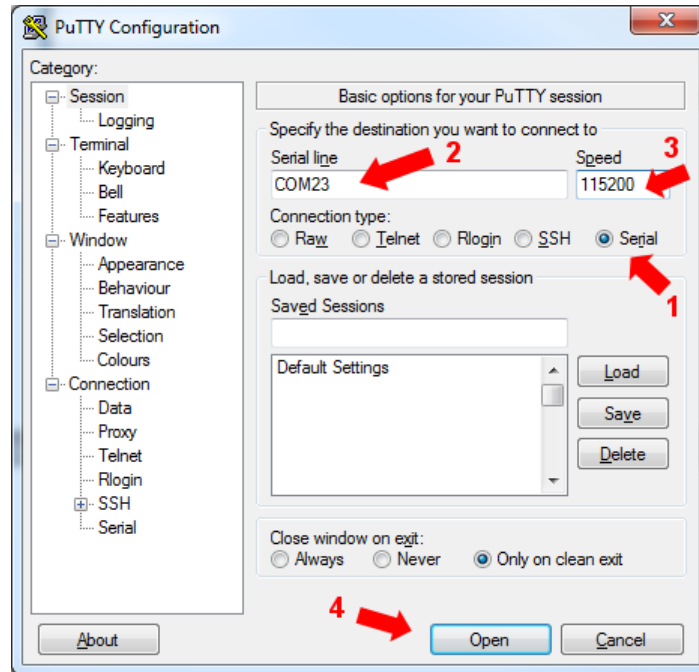 PuTTY Configuration
x
Category:
Session
Logging
Terminal
Keyboard
Bell
Features
Window
Appearance
Behaviour
Translation
Selection
Colours
Connection
Data
Proxy
Telnet
Rlogin
SSH
Serial
About
Basic options for your PuTTY session
Specify the destination you want to connect to
Serial line 2 Speed 3
COM23 115200
Connection type:
Raw Telnet Rlogin SSH Serial
1
Load, save or delete a stored session
Saved Sessions
Default Settings
Load
Save
Delete
Close window on exit:
Always Never Only on clean exit
4
Open Cancel